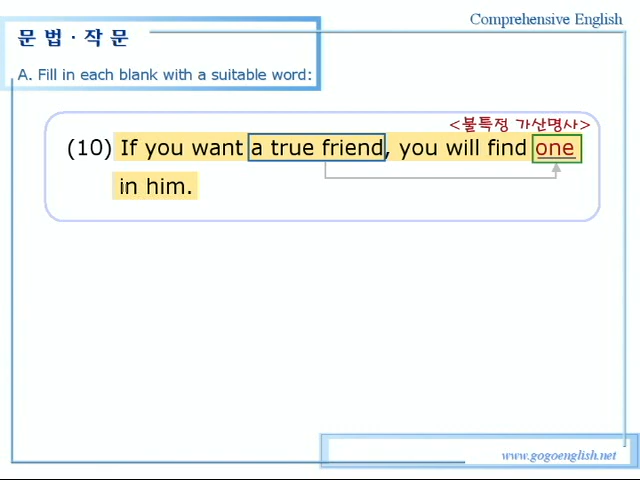 Comprehensive English
문 법 · 작 문
A. Fill in each blank with a suitable word:
<불특정 가산명사>
(10) If you want a true friend, you will find one
in him.
www.gogoenglish.net